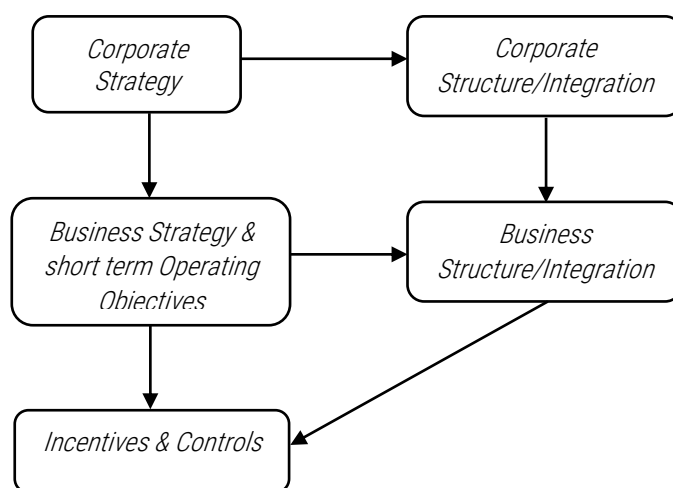 Corporate
Strategy
Corporate
Structure/Integration
Business Strategy &
short term Operating
Objectives
Business
Structure/Integration
Incentives & Controls